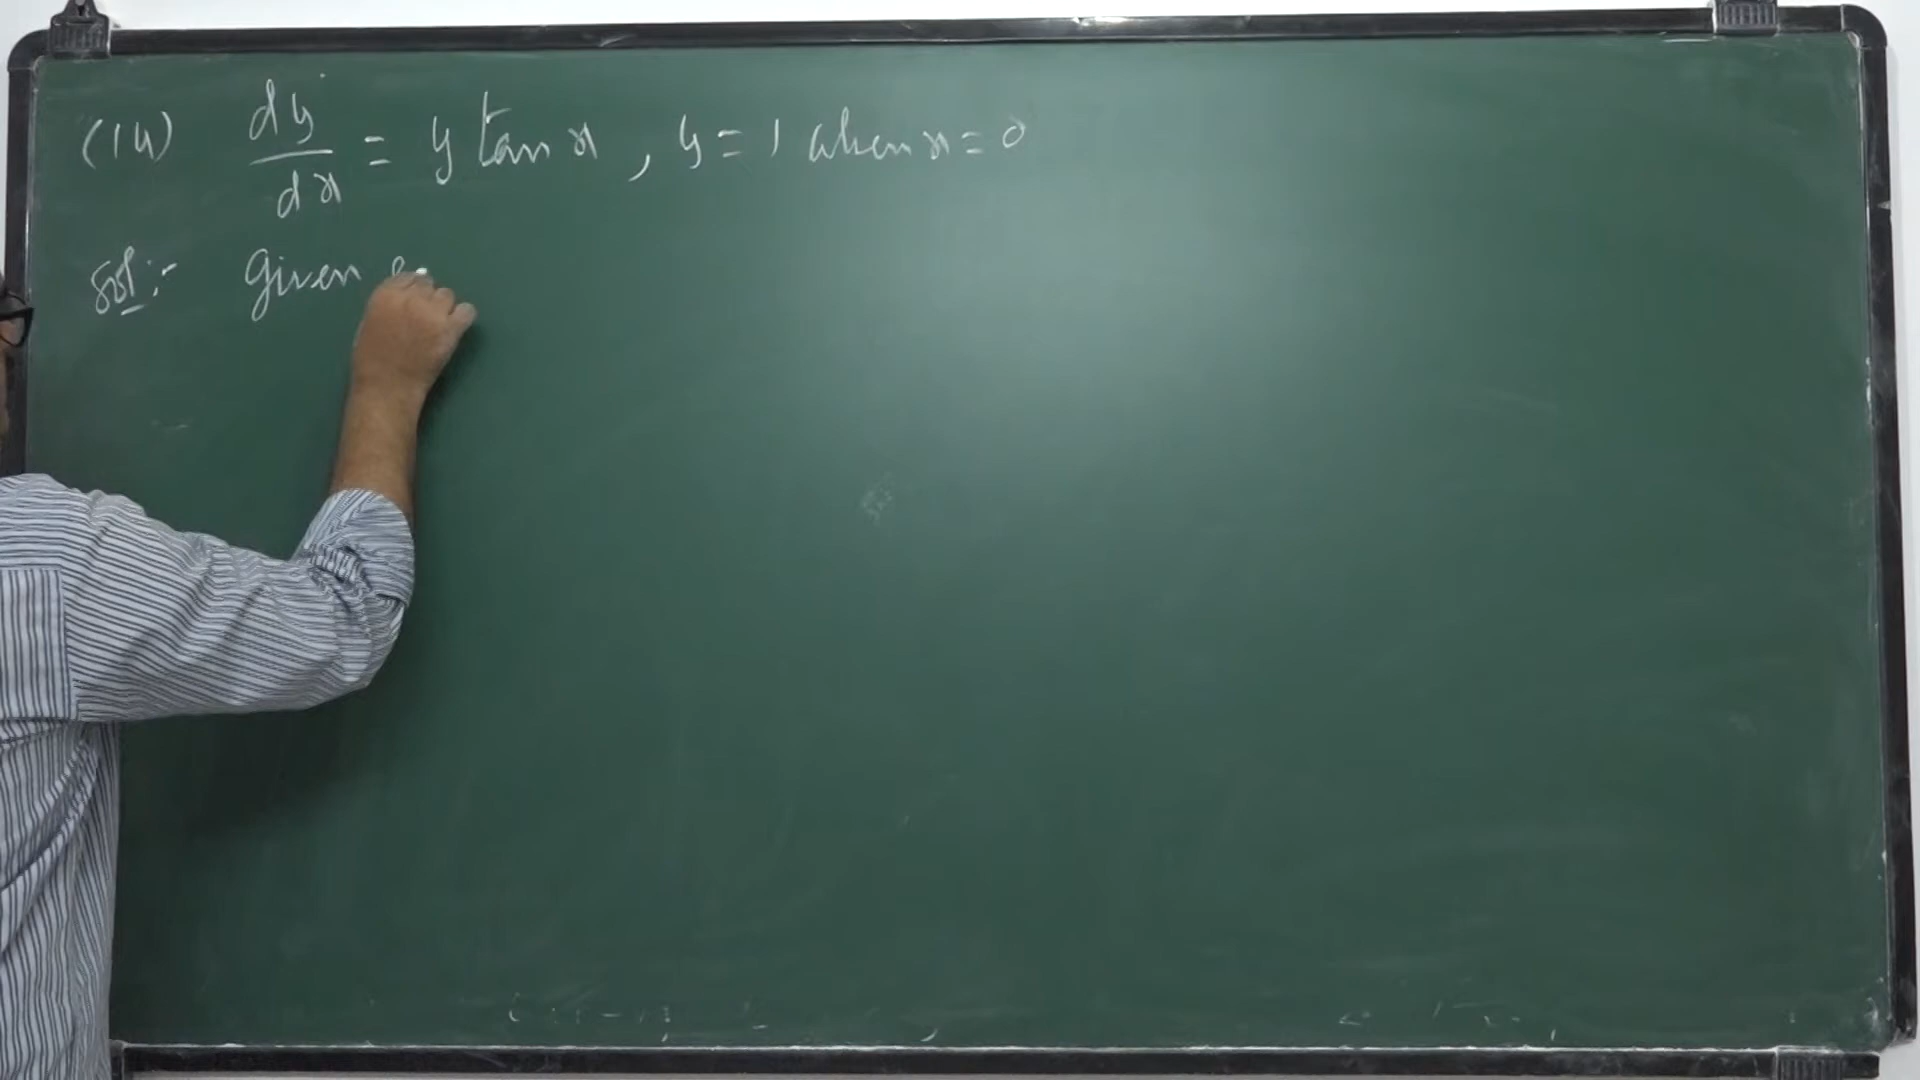 (14) dy/dx = y tan x , y = 1 when x = 0
Sol :- Given